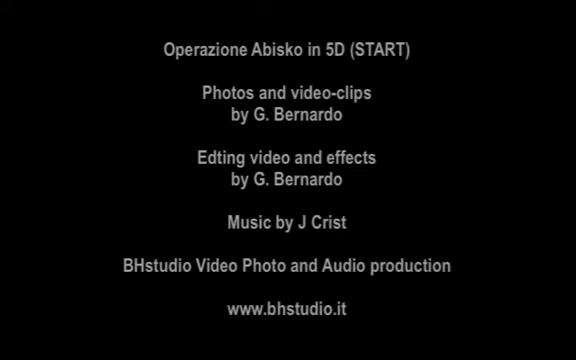 Operazione Abisko in 5D (START)
Photos and video-clips
by G. Bernardo
Edting video and effects
by G. Bernardo
Music by J Crist
BHstudio Video Photo and Audio production
www.bhstudio.it